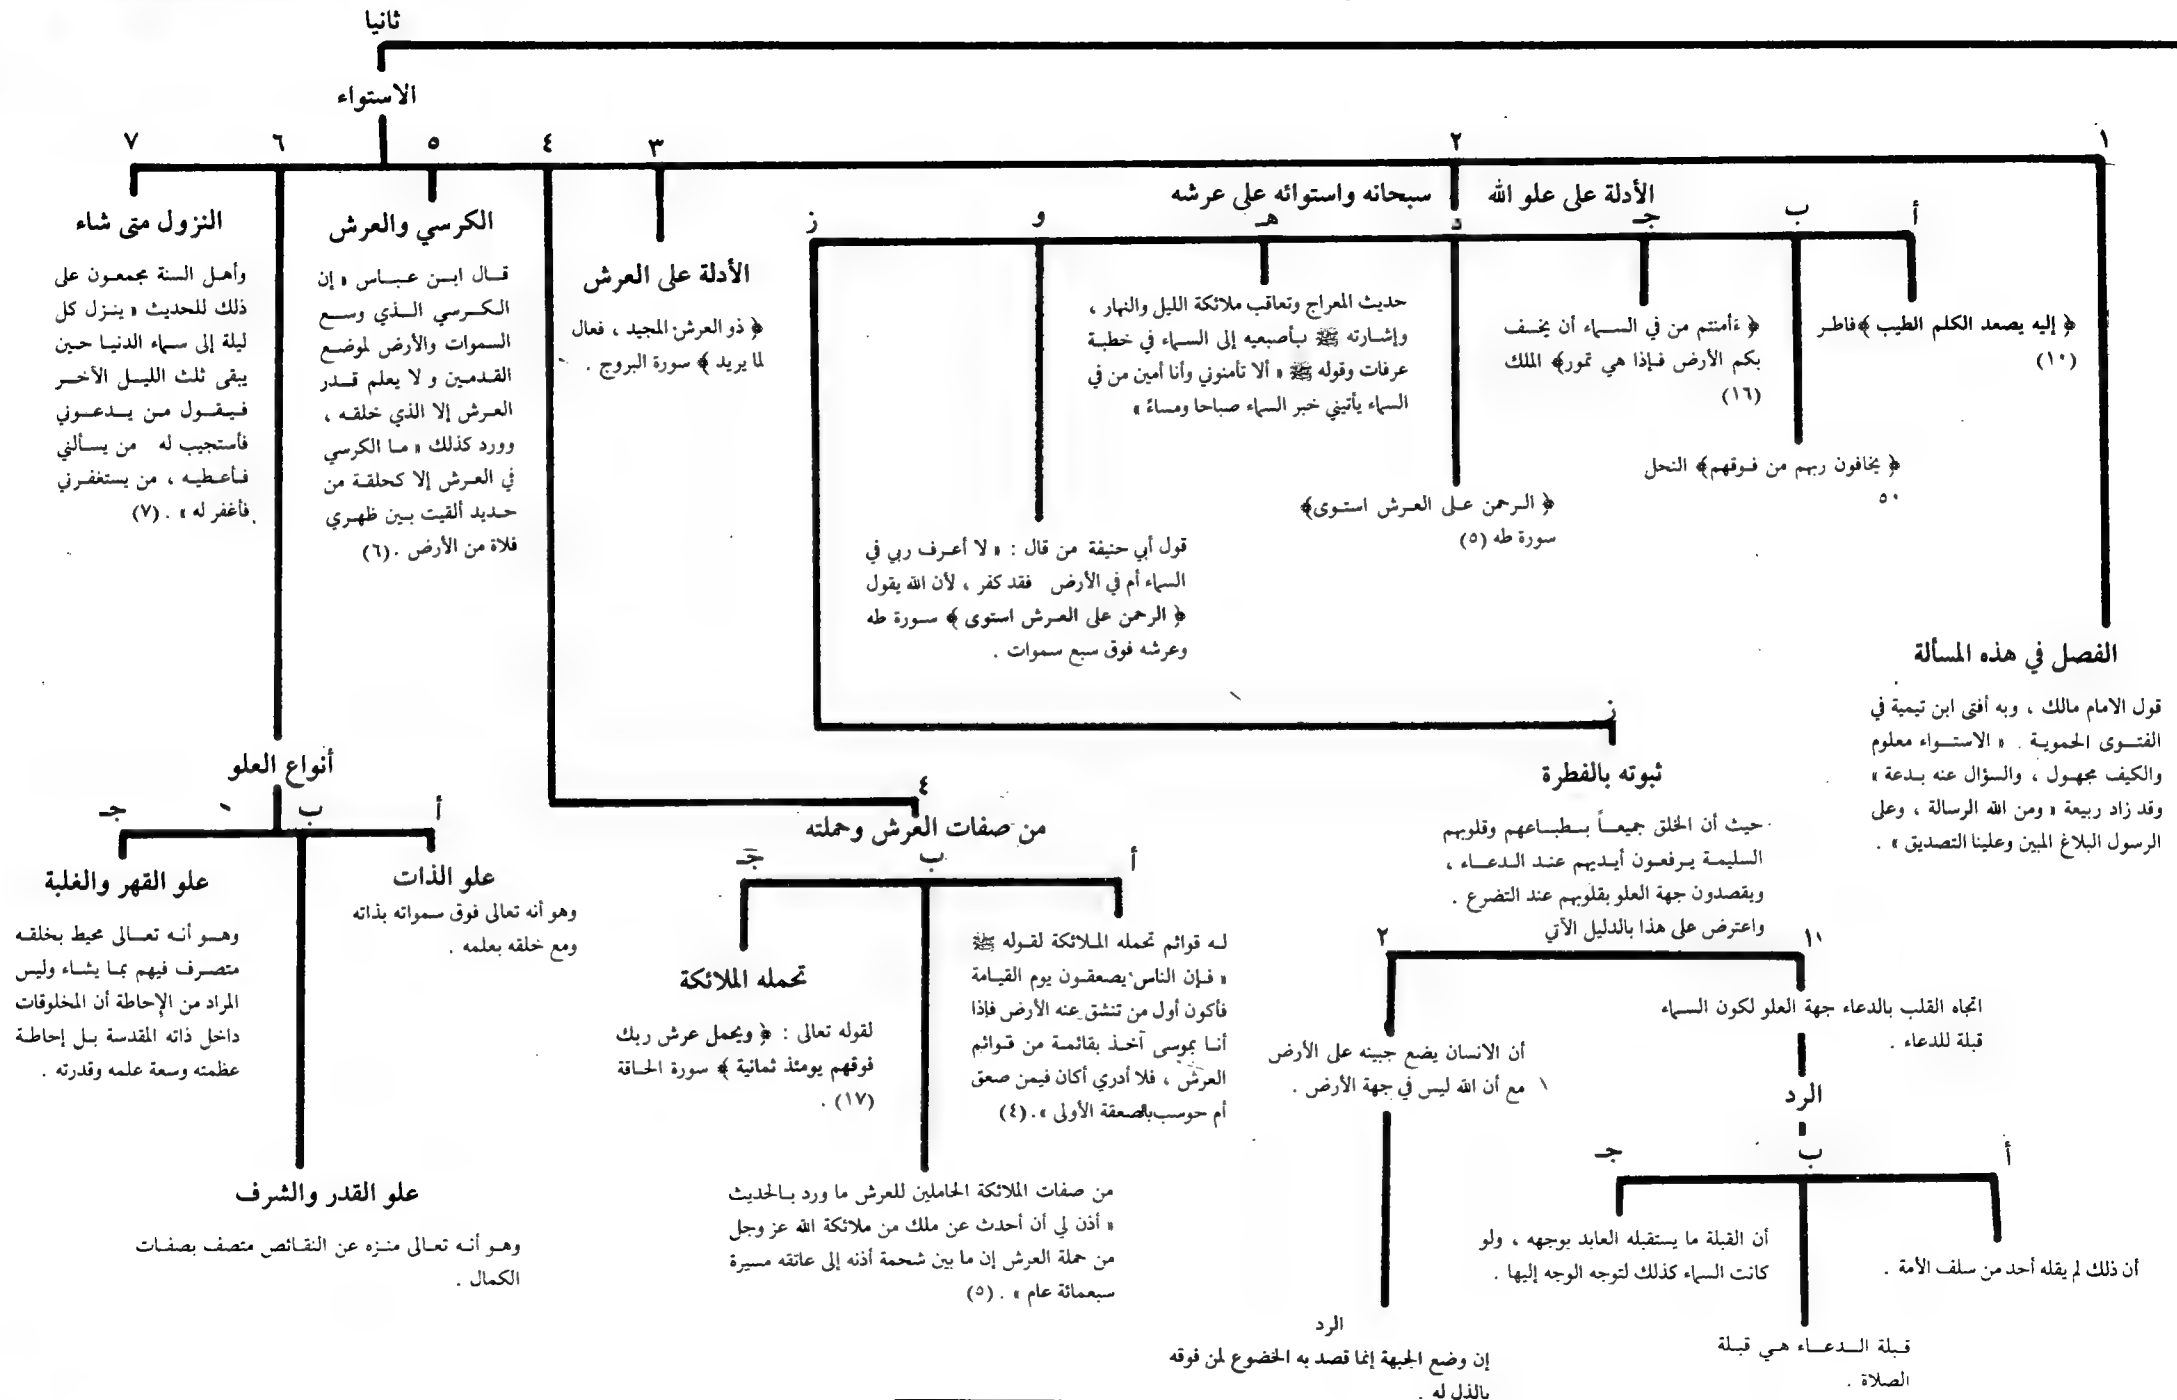 ثانيا
الاستواء
١
٢
٣
٤
٥
٦
٧
الفصل في هذه المسألة
قول الامام مالك ، وبه أفتى ابن تيمية في
الفتوى الحموية . « الاستواء معلوم
والكيف مجهول ، والسؤال عنه بدعة »
وقد زاد ربيعة « ومن الله الرسالة ، وعلى
الرسول البلاغ المبين وعلينا التصديق » .
الأدلة على علو الله سبحانه واستوائه على عرشه
أ
ب
جـ
د
هـ
و
ز
﴿ إليه يصعد الكلم الطيب ﴾ فاطر
(١٠)
﴿ يخافون ربهم من فوقهم﴾ النحل
٥٠
﴿ ءأمنتم من في السماء أن يخسف
بكم الأرض فإذا هي تمور﴾ الملك
(١٦)
﴿ الرحمن على العرش استوى﴾
سورة طه (٥)
حديث المعراج وتعاقب ملائكة الليل والنهار ،
وإشارته ﷺ بأصبعيه إلى السماء في خطبة
عرفات وقوله ﷺ « ألا تأمنوني وأنا أمين من في
السماء يأتيني خبر السماء صباحا ومساءً »
قول أبي حنيفة من قال : « لا أعرف ربي في
السماء أم في الأرض فقد كفر ، لأن الله يقول
﴿ الرحمن على العرش استوى ﴾ سورة طه
وعرشه فوق سبع سموات .
ز
ثبوته بالفطرة
حيث أن الخلق جميعاً بطباعهم وقلوبهم
السليمة يرفعون أيديهم عند الدعاء ،
ويقصدون جهة العلو بقلوبهم عند التضرع .
واعترض على هذا بالدليل الآتي
١
٢
اتجاه القلب بالدعاء جهة العلو لكون السماء
قبلة للدعاء .
الرد
أ
ب
جـ
أن ذلك لم يقله أحد من سلف الأمة .
قبلة الدعاء هي قبلة
الصلاة .
أن القبلة ما يستقبله العابد بوجهه ، ولو
كانت السماء كذلك لتوجه الوجه إليها .
أن الانسان يضع جبينه على الأرض
مع أن الله ليس في جهة الأرض .
الرد
إن وضع الجبهة إنما قصد به الخضوع لمن فوقه
بالذل له .
الأدلة على العرش
﴿ ذو العرش المجيد ، فعال
لما يريد ﴾ سورة البروج .
٤
من صفات العرش وحملته
أ
ب
جـ
له قوائم تحمله الملائكة لقوله ﷺ
« فإن الناس يصعقون يوم القيامة
فأكون أول من تنشق عنه الأرض فإذا
أنا بموسى آخذ بقائمة من قوائم
العرش ، فلا أدري أكان فيمن صعق
أم حوسب بالصعقة الأولى » . (٤)
من صفات الملائكة الحاملين للعرش ما ورد بالحديث
« أذن لي أن أحدث عن ملك من ملائكة الله عز وجل
من حملة العرش إن ما بين شحمة أذنه إلى عاتقه مسيرة
سبعمائة عام » . (٥)
تحمله الملائكة
لقوله تعالى : ﴿ ويحمل عرش ربك
فوقهم يومئذ ثمانية ﴾ سورة الحاقة
(١٧) .
الكرسي والعرش
قال ابن عباس « إن
الكرسي الذي وسع
السموات والأرض لموضع
القدمين و لا يعلم قدر
العرش إلا الذي خلقه ،
وورد كذلك « ما الكرسي
في العرش إلا كحلقة من
حديد ألقيت بين ظهري
فلاة من الأرض . (٦)
أنواع العلو
أ
ب
جـ
علو الذات
وهو أنه تعالى فوق سمواته بذاته
ومع خلقه بعلمه .
علو القدر والشرف
وهو أنه تعالى منزه عن النقائص متصف بصفات
الكمال .
علو القهر والغلبة
وهو أنه تعالى محيط بخلقه
متصرف فيهم بما يشاء وليس
المراد من الإحاطة أن المخلوقات
داخل ذاته المقدسة بل إحاطة
عظمته وسعة علمه وقدرته .
النزول متى شاء
وأهل السنة مجمعون على
ذلك للحديث « ينزل كل
ليلة إلى سماء الدنيا حين
يبقى ثلث الليل الآخر
فيقول من يدعوني
فأستجيب له من يسألني
فأعطيه ، من يستغفرني
فأغفر له » . (٧)